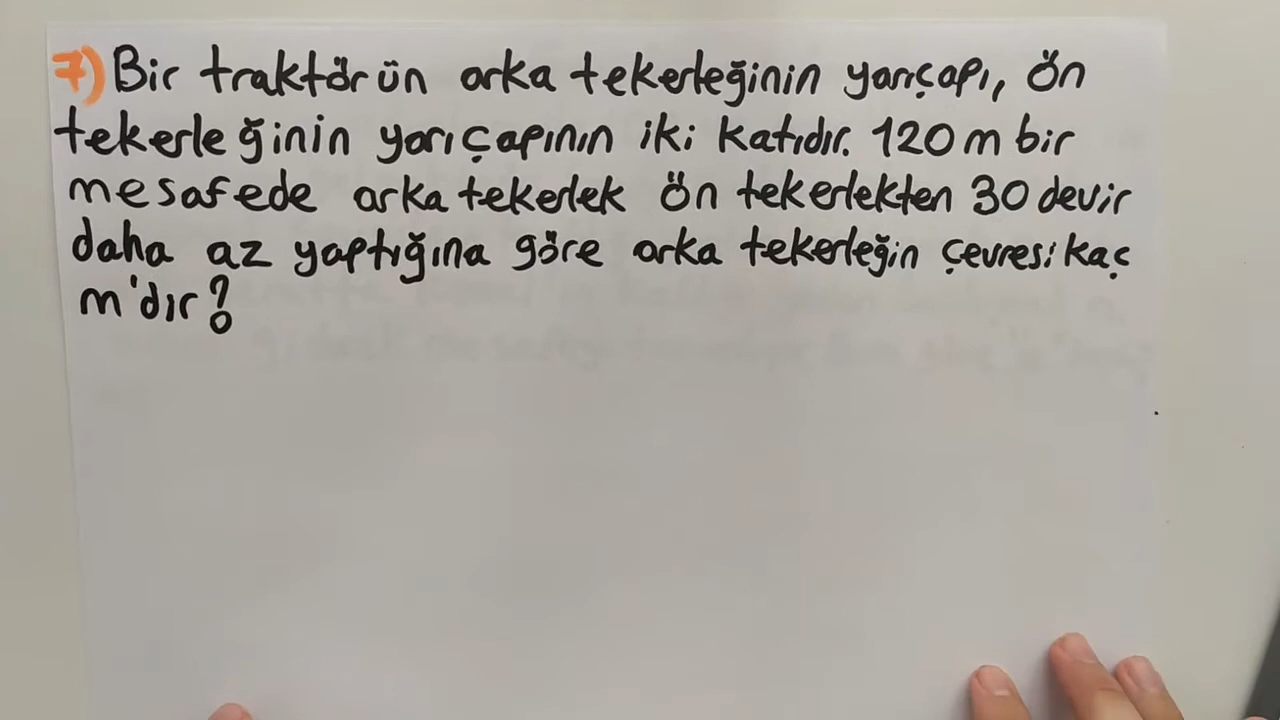 7) Bir traktörün arka tekerleğinin yarıçapı, ön
tekerleğinin yarıçapının iki katıdır. 120 m bir
mesafede arka tekerlek ön tekerlekten 30 devir
daha az yaptığına göre arka tekerleğin çevresi kaç
m'dır?